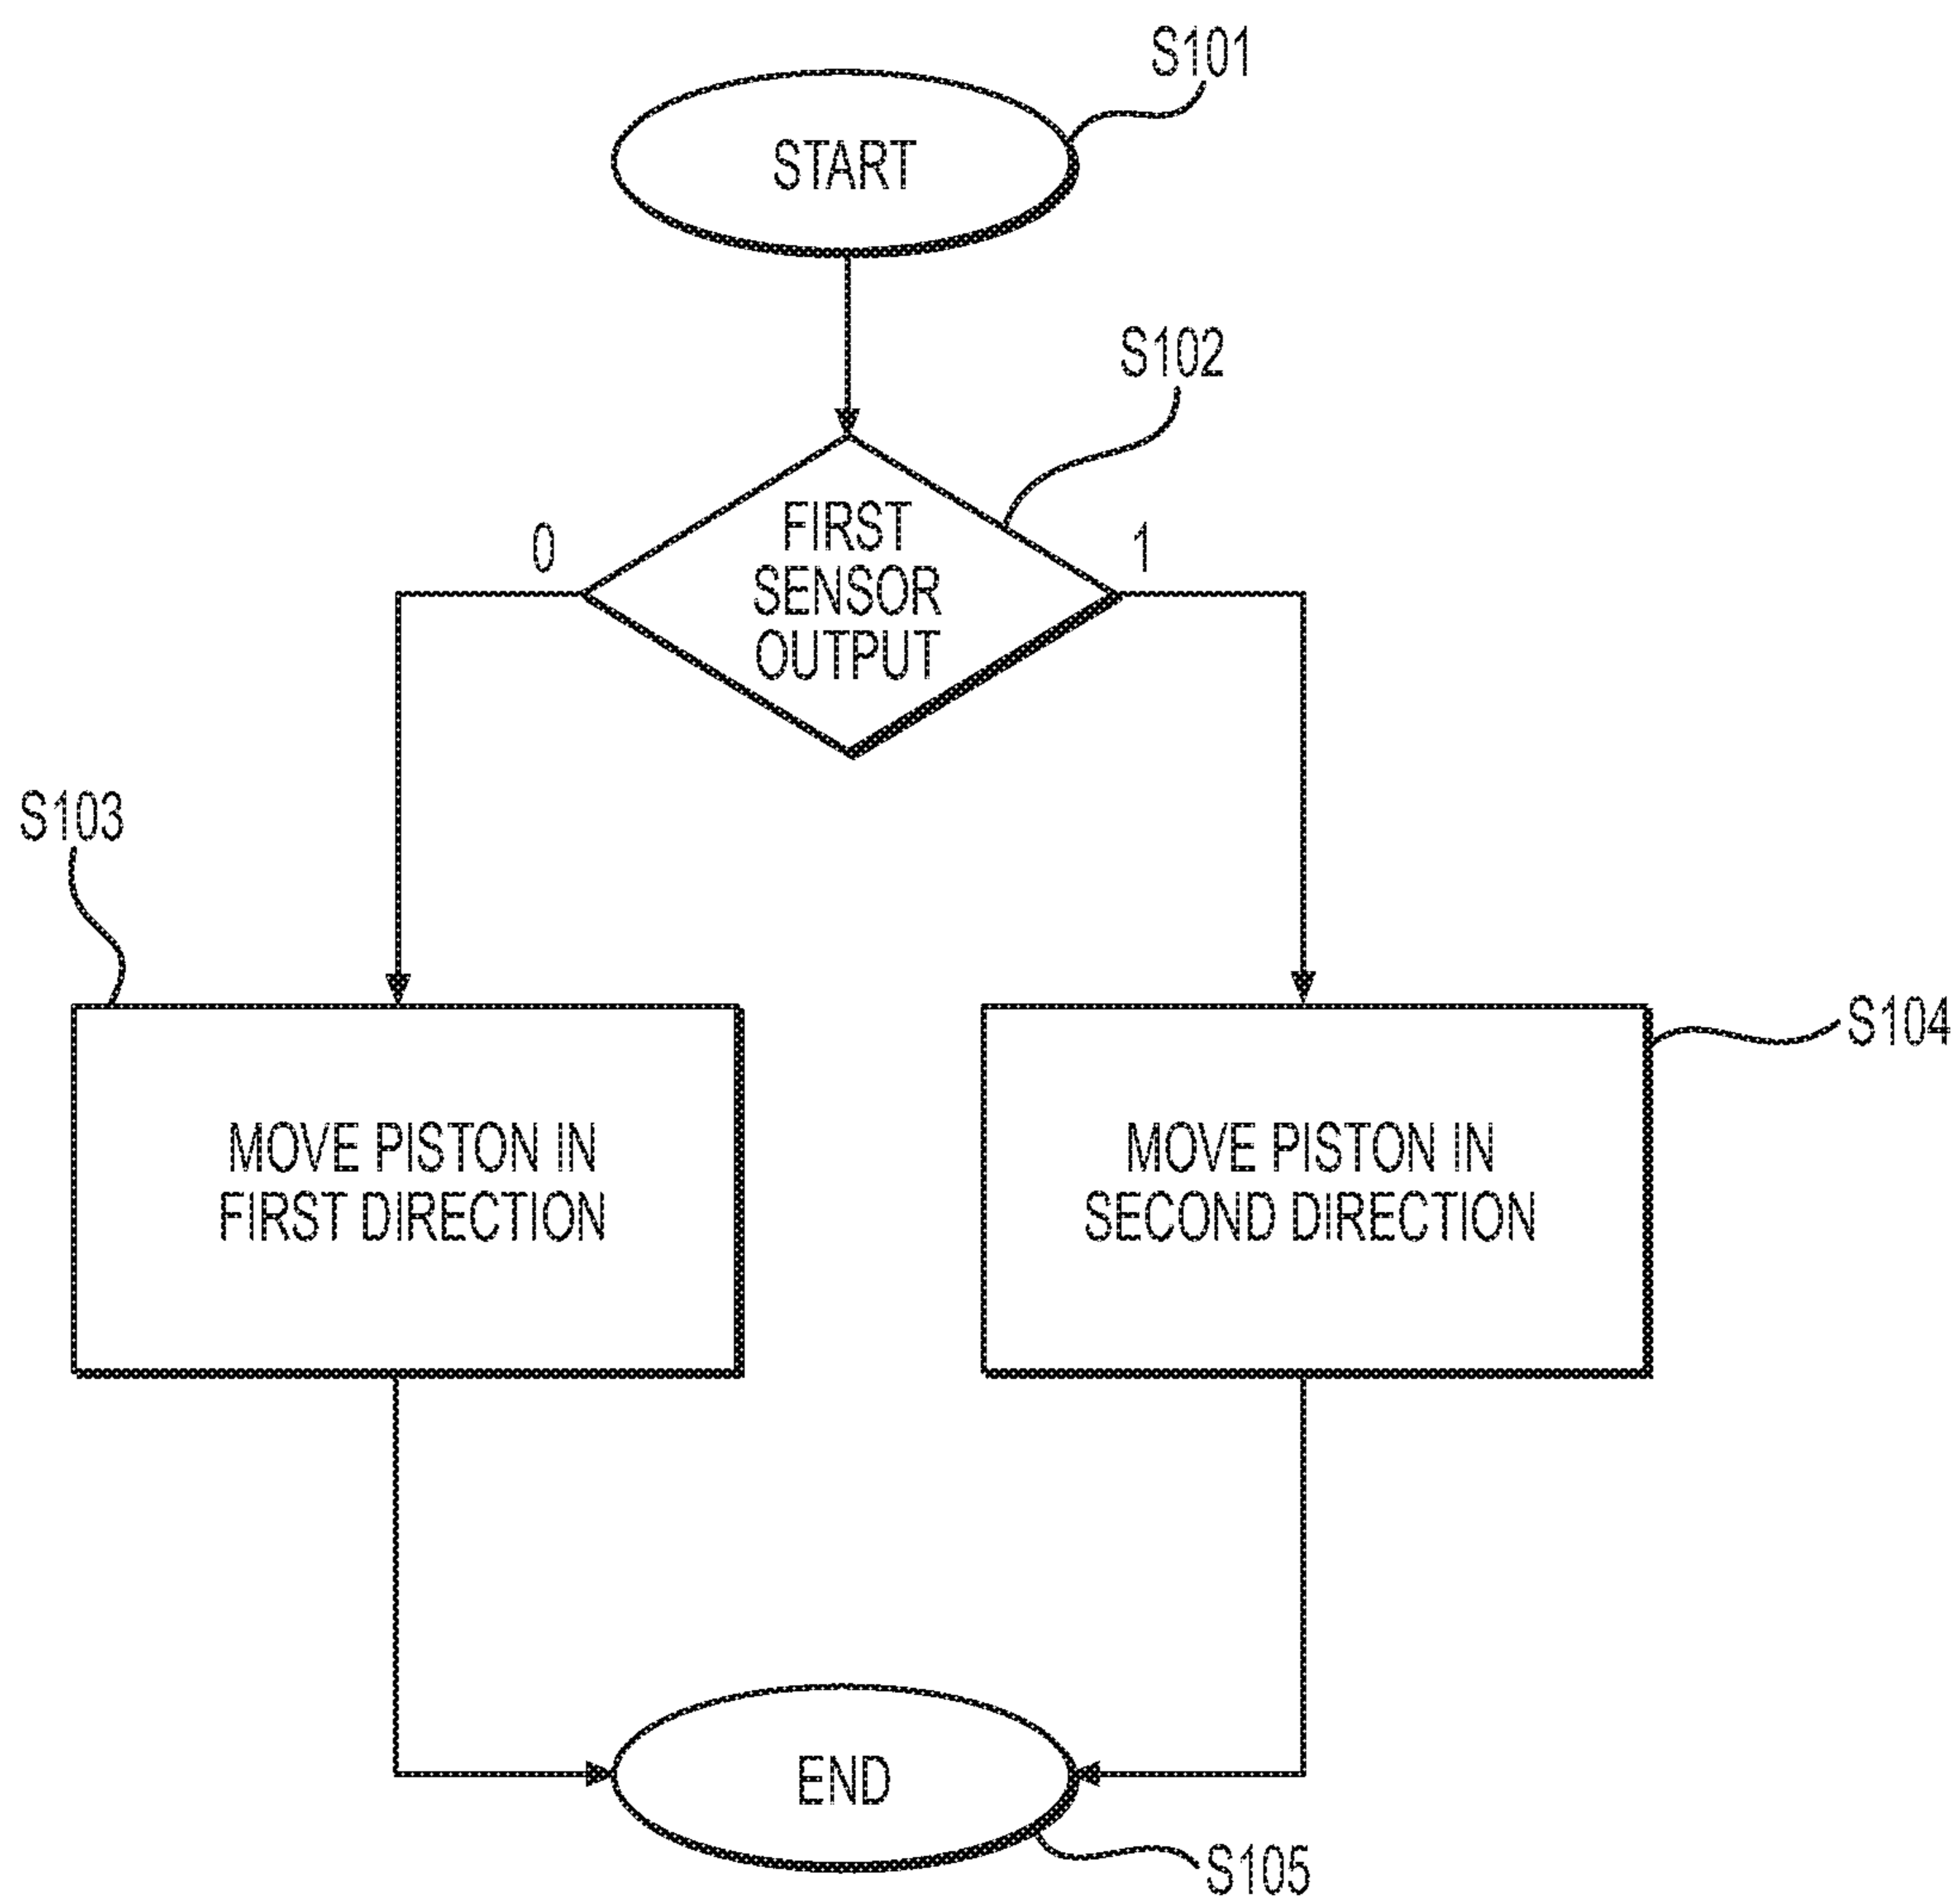 S101
START
S102
0
1
FIRST
SENSOR
OUTPUT
S103
S104
MOVE PISTON IN
FIRST DIRECTION
MOVE PISTON IN
SECOND DIRECTION
END
S105